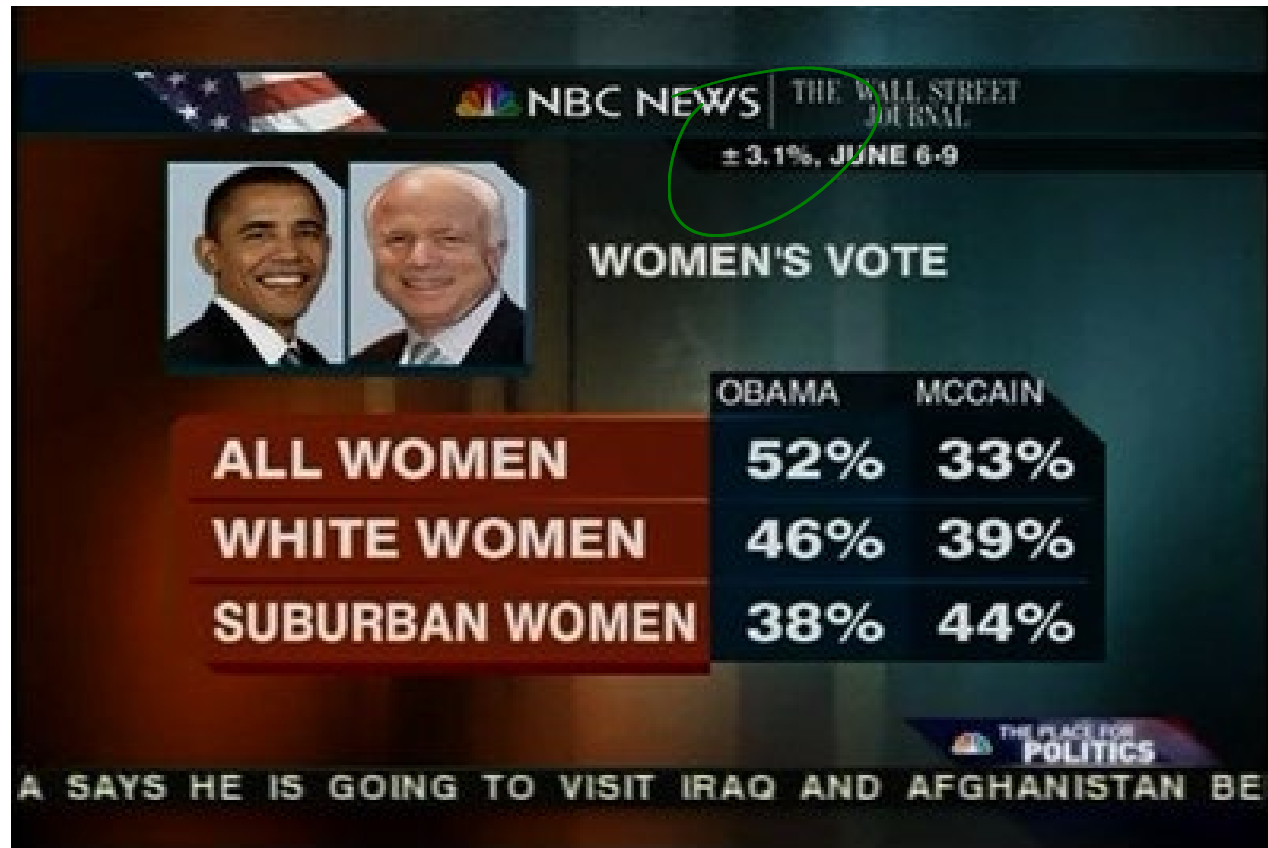 NBC NEWS
THE WALL STREET
JOURNAL
± 3.1%, JUNE 6-9
WOMEN'S VOTE
OBAMA MCCAIN
ALL WOMEN 52% 33%
WHITE WOMEN 46% 39%
SUBURBAN WOMEN 38% 44%
THE PLACE FOR
POLITICS
A SAYS HE IS GOING TO VISIT IRAQ AND AFGHANISTAN BE